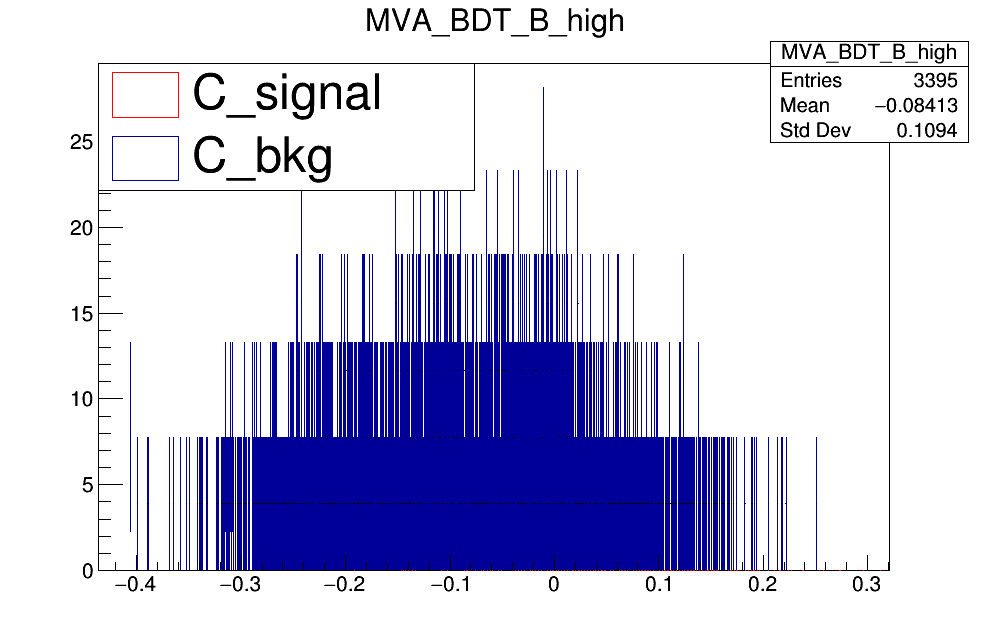 MVA_BDT_B_high
C_signal
C_bkg
MVA_BDT_B_high
Entries 3395
Mean −0.08413
Std Dev 0.1094
25
20
15
10
5
0
−0.4 −0.3 −0.2 −0.1 0 0.1 0.2 0.3